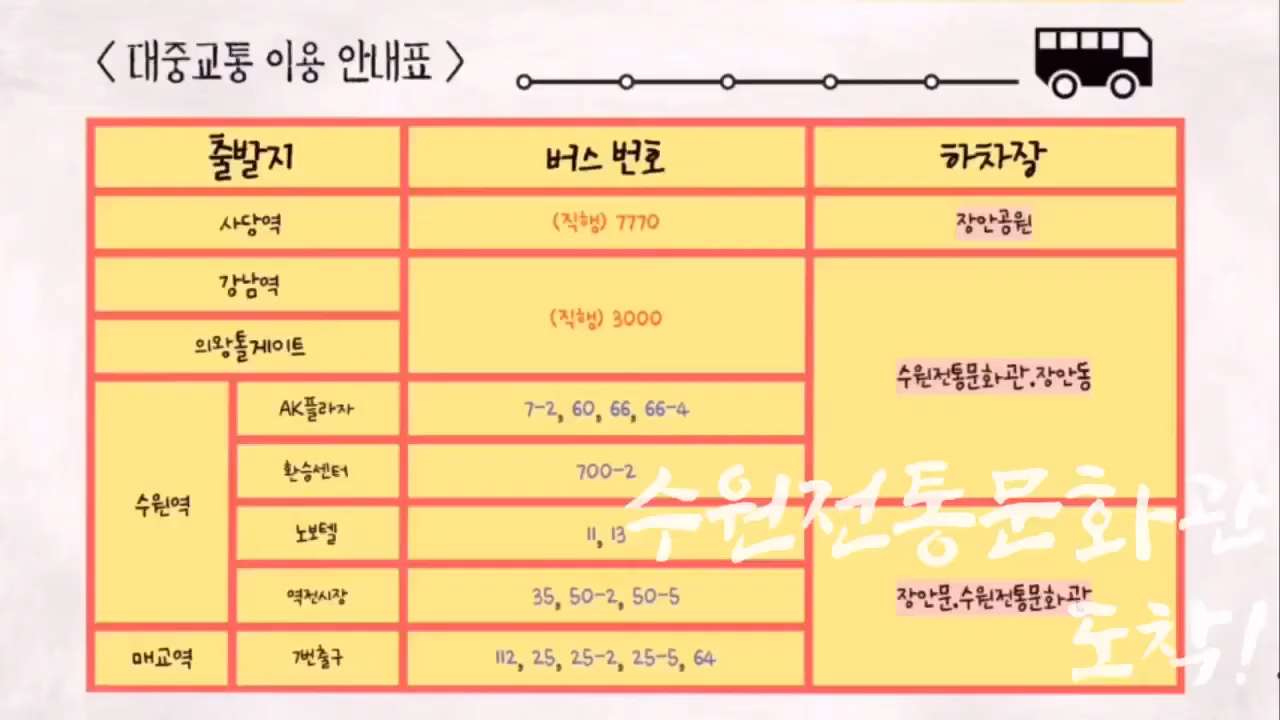 < 대중교통 이용 안내표 >
출발지 버스 번호 하차장
사당역 (직행) 7770 장안공원
강남역 (직행) 3000 수원전통문화관.장안동
의왕톨게이트
수원역 AK플라자 7-2, 60, 66, 66-4
환승센터 700-2
노보텔 11, 13 장안문.수원전통문화관
역전시장 35, 50-2, 50-5
매교역 7번출구 112, 25, 25-2, 25-5, 64
수원전통문화관
도착!